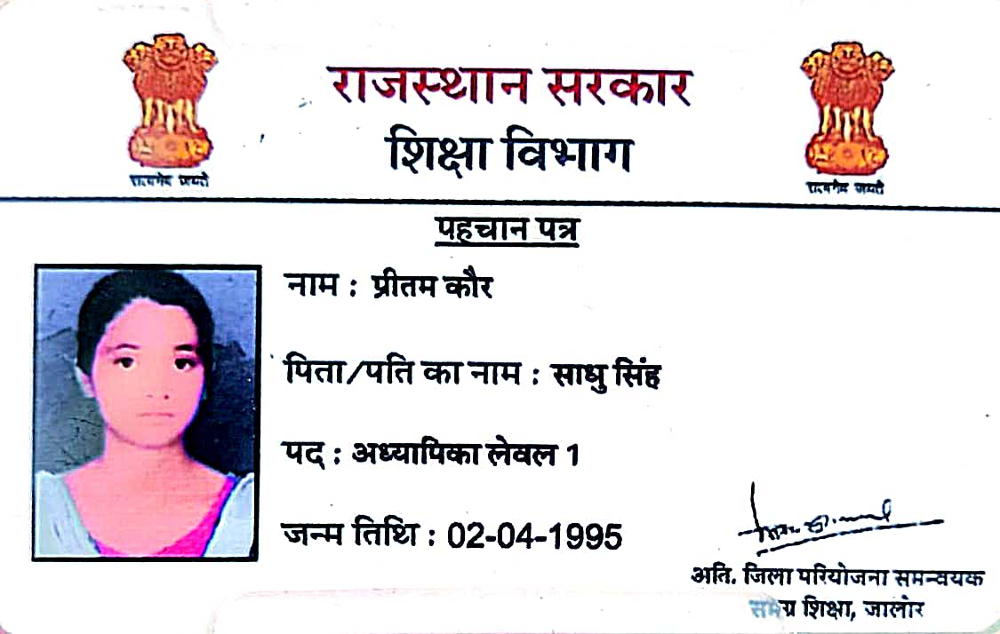 राजस्थान सरकार
शिक्षा विभाग
सत्यमेव जयते
सत्यमेव जयते
पहचान पत्र
नाम : प्रीतम कौर
पिता/पति का नाम : साधु सिंह
पद : अध्यापिका लेवल 1
जन्म तिथि : 02-04-1995
अति. जिला परियोजना समन्वयक
समग्र शिक्षा, जालोर